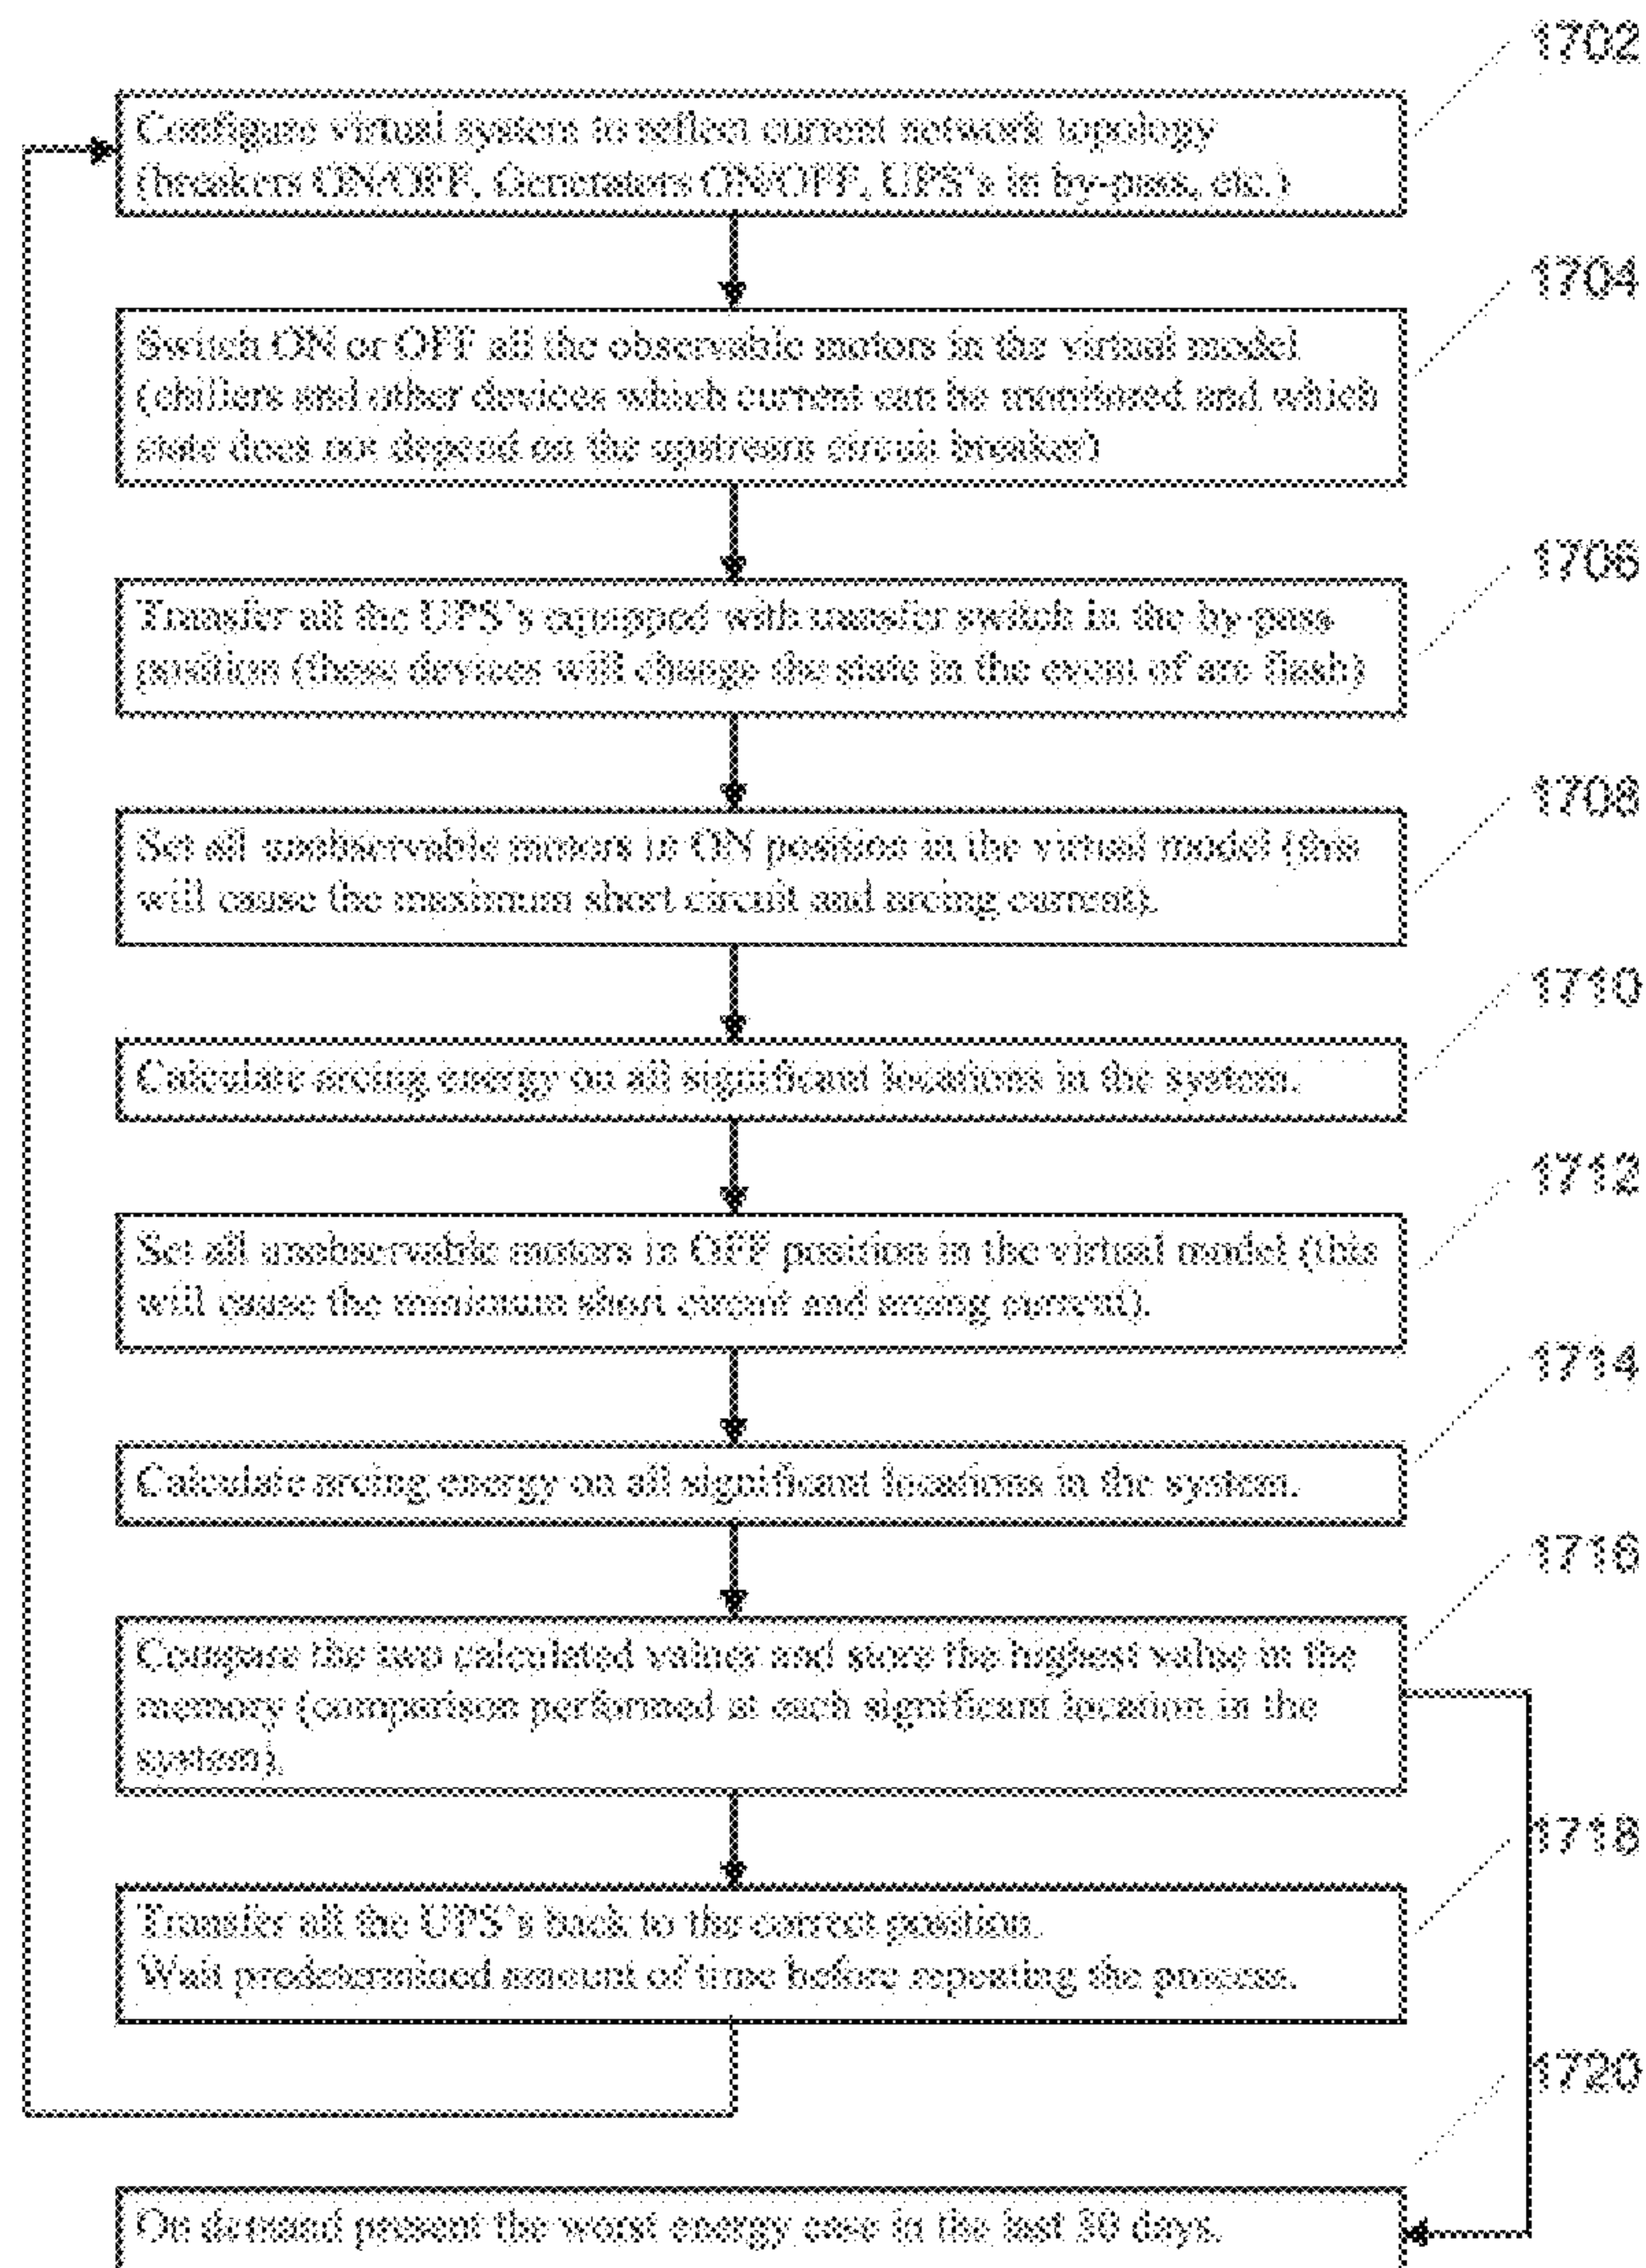 1702
Configure virtual system to reflect current network topology
(breakers ON/OFF, Generators ON/OFF, UPS's in by-pass, etc.)
1704
Switch ON or OFF all the observable motors in the virtual model
(chillers and other devices which current can be monitored and which
state does not depend on the upstream circuit breaker)
1706
Transfer all the UPS's equipped with transfer switch in the by-pass
position (these devices will change the state in the event of arc flash)
1708
Set all unobservable motors in ON position in the virtual model (this
will cause the maximum short circuit and arcing current).
1710
Calculate arcing energy on all significant locations in the system.
1712
Set all unobservable motors in OFF position in the virtual model (this
will cause the minimum short circuit and arcing current).
1714
Calculate arcing energy on all significant locations in the system.
1716
Compare the two calculated values and store the highest value in the
memory (comparison performed at each significant location in the
system).
1718
Transfer all the UPS's back to the correct position.
Wait predetermined amount of time before repeating the process.
1720
On demand present the worst energy case in the last 30 days.